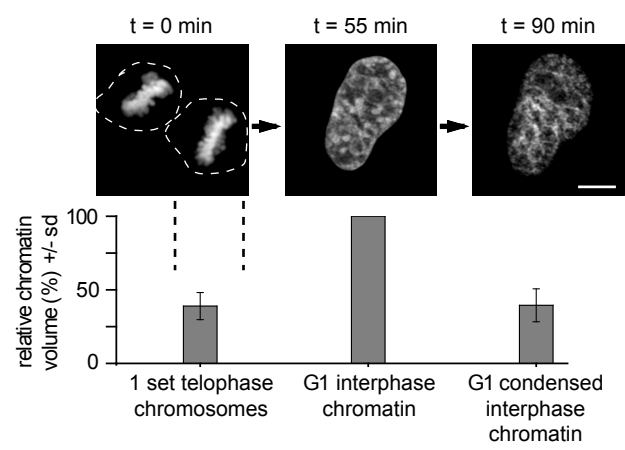 t = 0 min
t = 55 min
t = 90 min
relative chromatin
volume (%) +/- sd
100
50
0
1 set telophase
chromosomes
G1 interphase
chromatin
G1 condensed
interphase
chromatin